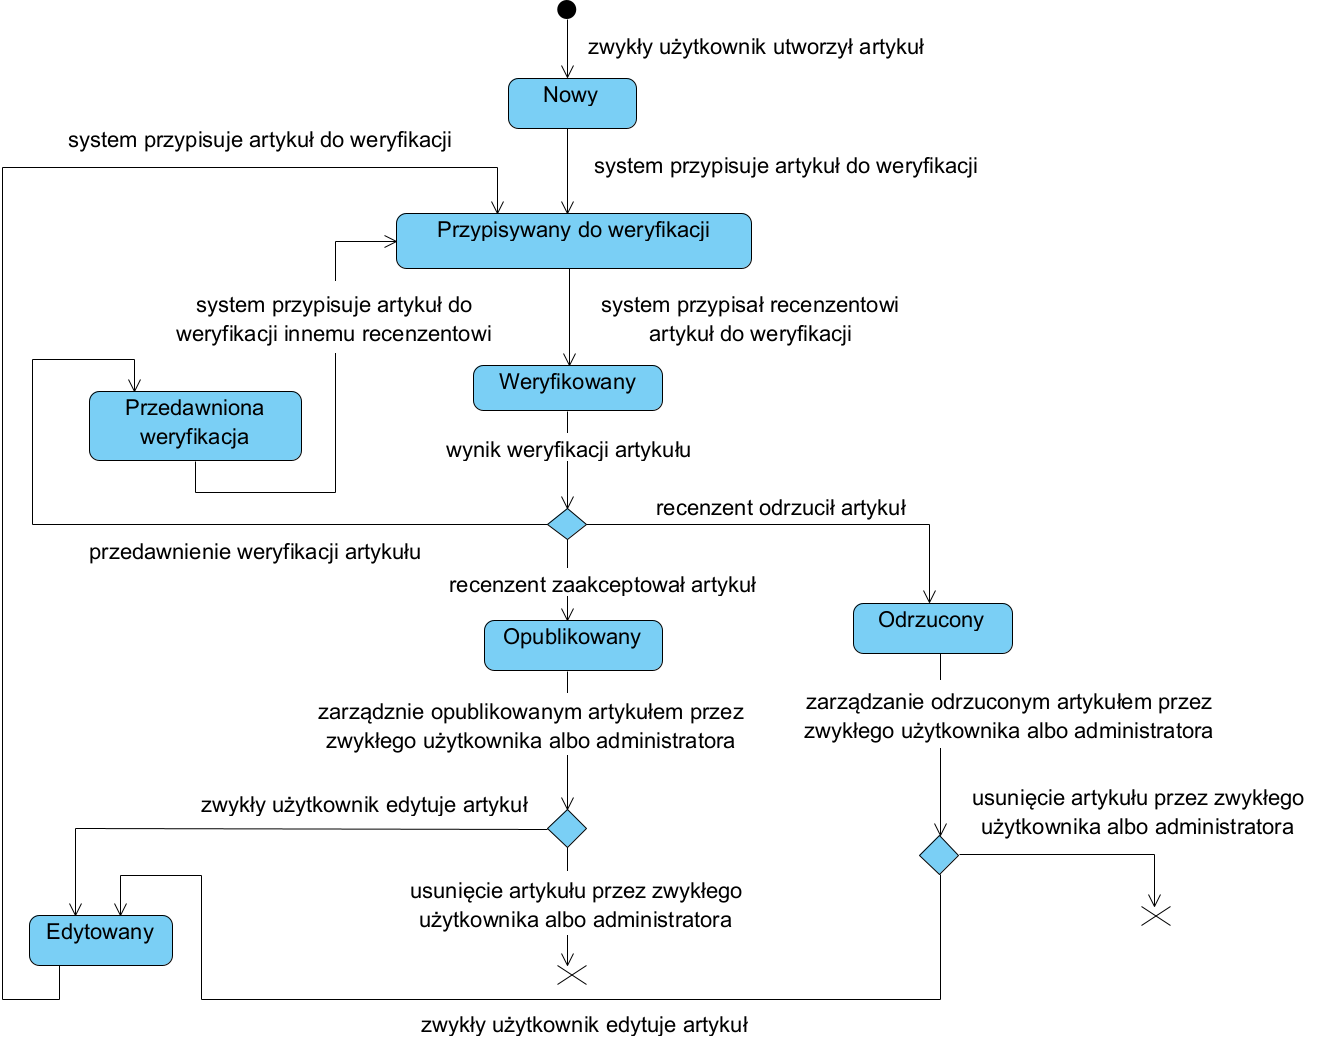 zwykły użytkownik utworzył artykuł
Nowy
system przypisuje artykuł do weryfikacji
system przypisuje artykuł do weryfikacji
Przypisywany do weryfikacji
system przypisuje artykuł do
weryfikacji innemu recenzentowi
system przypisał recenzentowi
artykuł do weryfikacji
Weryfikowany
Przedawniona
weryfikacja
wynik weryfikacji artykułu
recenzent odrzucił artykuł
przedawnienie weryfikacji artykułu
recenzent zaakceptował artykuł
Opublikowany
Odrzucony
zarządznie opublikowanym artykułem przez
zwykłego użytkownika albo administratora
zarządzanie odrzuconym artykułem przez
zwykłego użytkownika albo administratora
zwykły użytkownik edytuje artykuł
usunięcie artykułu przez zwykłego
użytkownika albo administratora
usunięcie artykułu przez zwykłego
użytkownika albo administratora
Edytowany
zwykły użytkownik edytuje artykuł